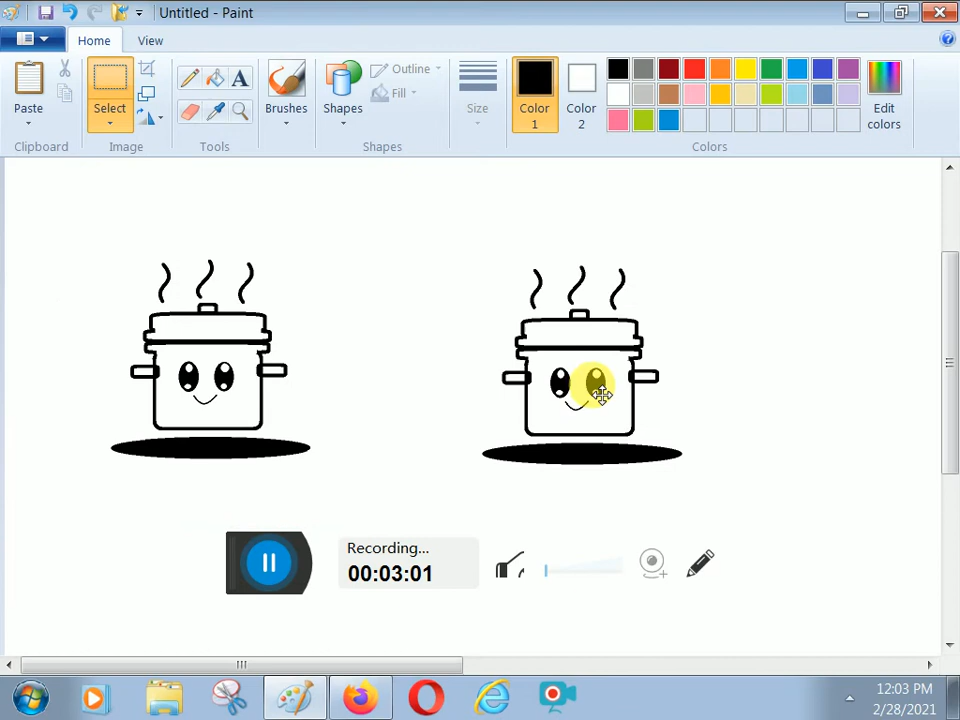 Untitled - Paint
Home View
Paste
Select
Brushes
Shapes
Outline
Fill
Size
Color 1
Color 2
Edit colors
Clipboard
Image
Tools
Shapes
Colors
A
Recording...
00:03:01
12:03 PM
2/28/2021